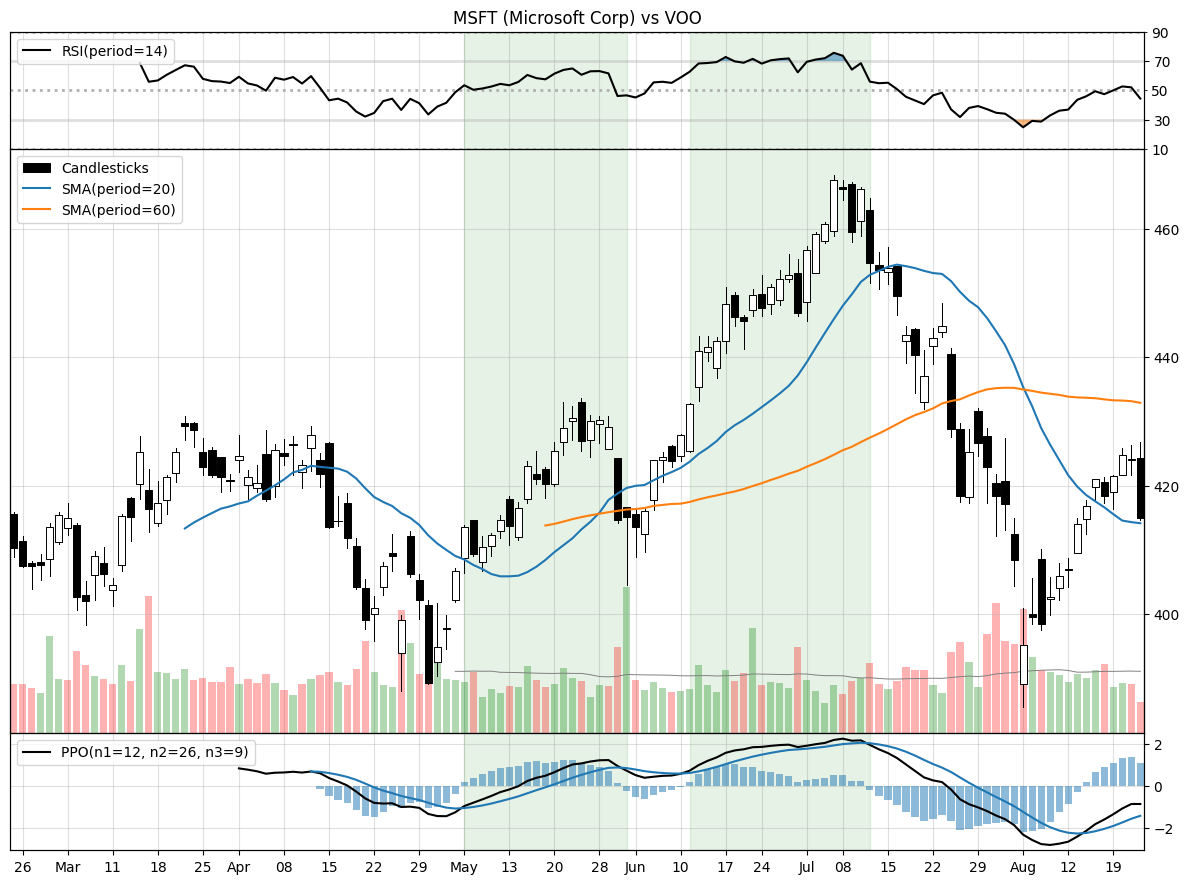 MSFT (Microsoft Corp) vs VOO
RSI(period=14)
90
70
50
30
10
Candlesticks
SMA(period=20)
SMA(period=60)
460
440
420
400
PPO(n1=12, n2=26, n3=9)
2
0
−2
26 Mar 11 18 25 Apr 08 15 22 29 May 13 20 28 Jun 10 17 24 Jul 08 15 22 29 Aug 12 19